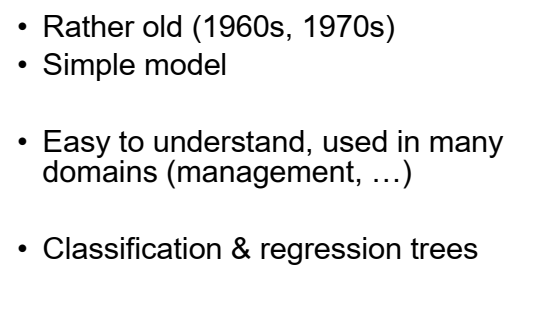 • Rather old (1960s, 1970s)
• Simple model
• Easy to understand, used in many
domains (management, …)
• Classification & regression trees